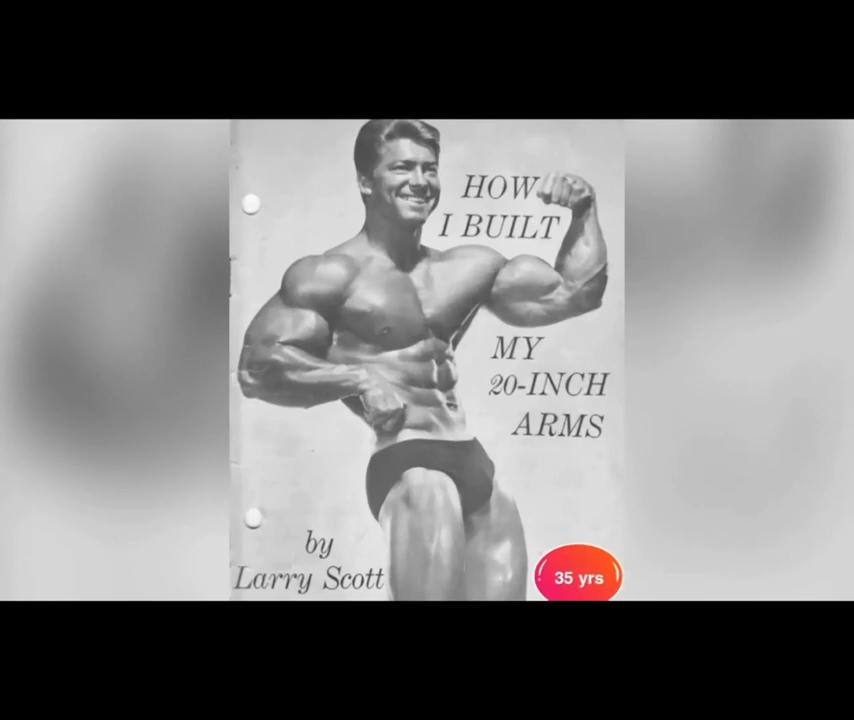 HOW
I BUILT
MY
20-INCH
ARMS
by
Larry Scott
35 yrs